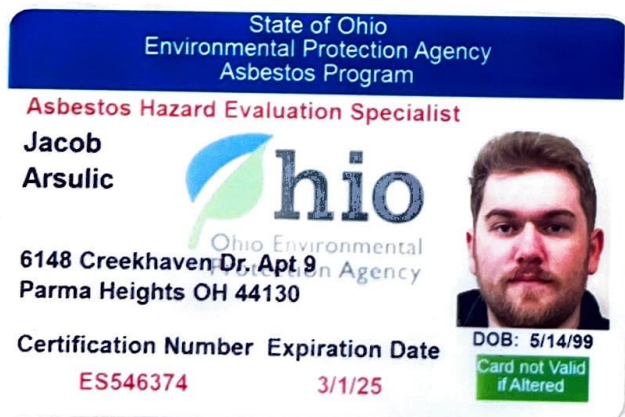 State of Ohio
Environmental Protection Agency
Asbestos Program
Asbestos Hazard Evaluation Specialist
Jacob
Arsulic
Ohio
Ohio Environmental
Protection Agency
6148 Creekhaven Dr. Apt 9
Parma Heights OH 44130
Certification Number Expiration Date
ES546374 3/1/25
DOB: 5/14/99
Card not Valid
if Altered